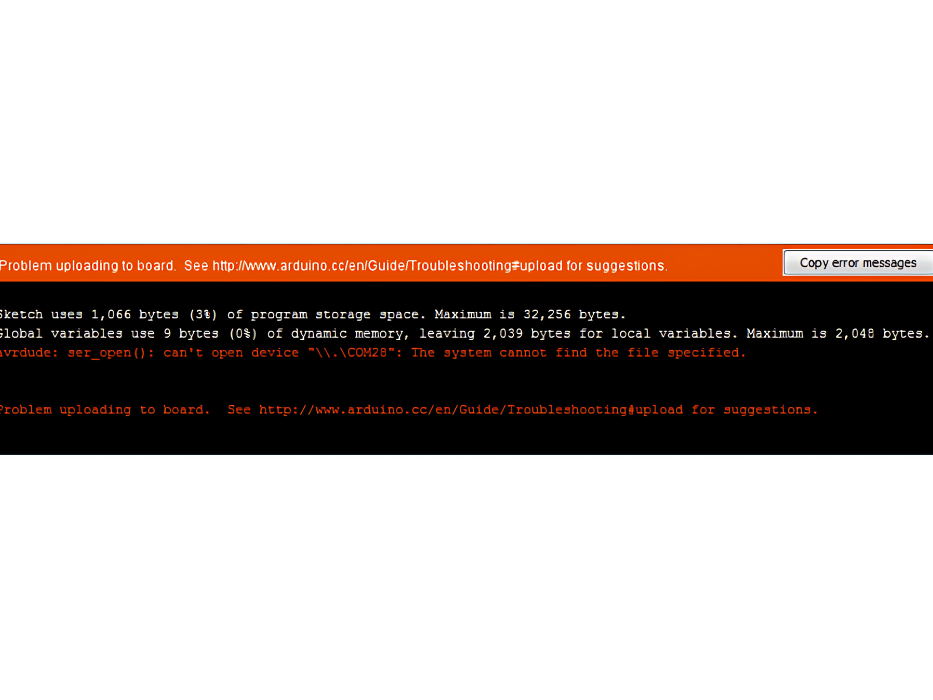 Problem uploading to board. See http://www.arduino.cc/en/Guide/Troubleshooting#upload for suggestions.
Copy error messages
Sketch uses 1,066 bytes (3%) of program storage space. Maximum is 32,256 bytes.
Global variables use 9 bytes (0%) of dynamic memory, leaving 2,039 bytes for local variables. Maximum is 2,048 bytes.
avrdude: ser_open(): can't open device "\\.\COM28": The system cannot find the file specified.
Problem uploading to board. See http://www.arduino.cc/en/Guide/Troubleshooting#upload for suggestions.